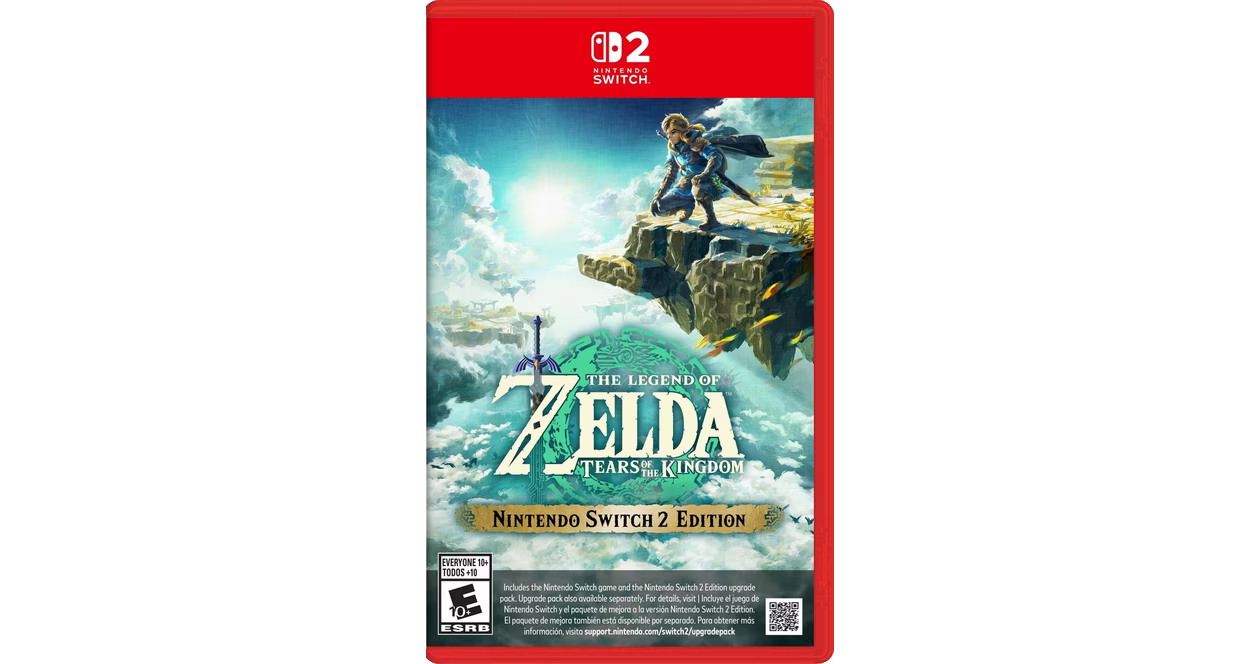 2
NINTENDO
SWITCH™
THE LEGEND OF
ZELDA™
TEARS OF THE KINGDOM
NINTENDO SWITCH 2 EDITION
EVERYONE 10+
TODOS +10
E
10+
ESRB
Includes the Nintendo Switch game and the Nintendo Switch 2 Edition upgrade
pack. Upgrade pack also available separately. For details, visit | Incluye el juego de
Nintendo Switch y el paquete de mejora a la versión Nintendo Switch 2 Edition.
El paquete de mejora también está disponible por separado. Para obtener más
información, visita support.nintendo.com/switch2/upgradepack